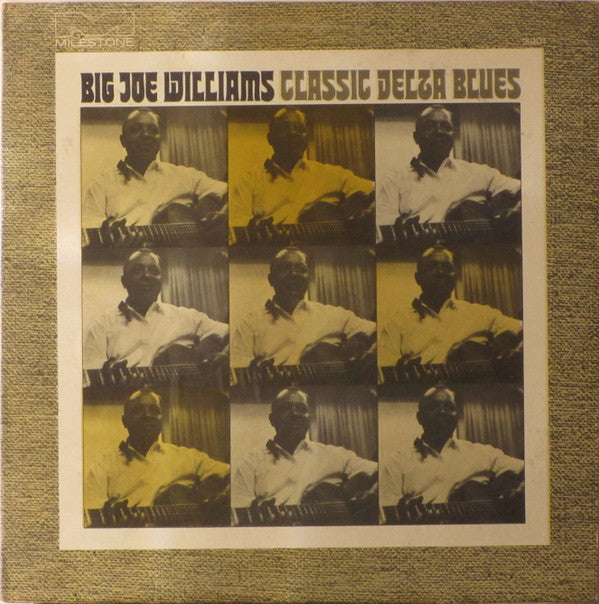 MILESTONE
BIG JOE WILLIAMS CLASSIC DELTA BLUES